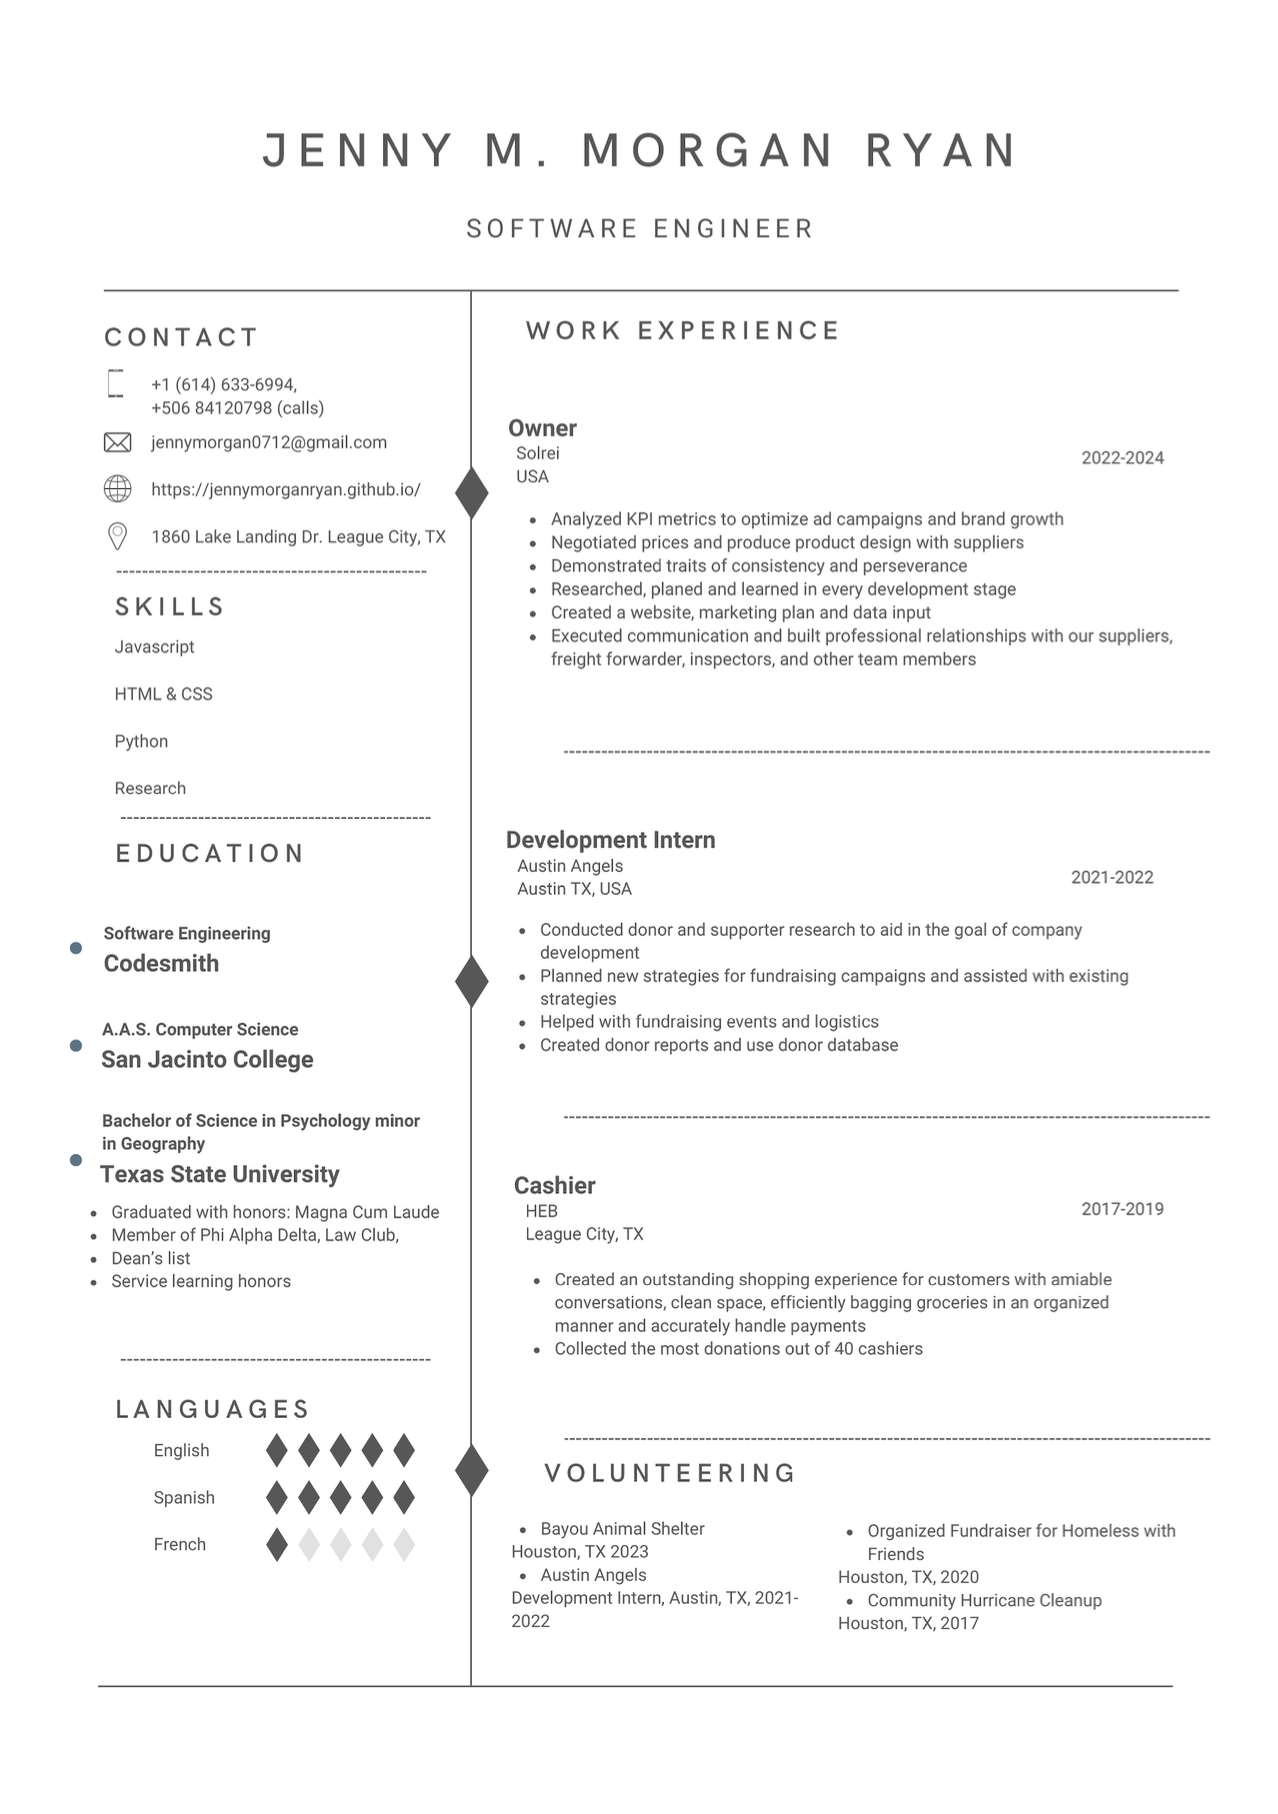 JENNY M. MORGAN RYAN
SOFTWARE ENGINEER
CONTACT
+1 (614) 633-6994,
+506 84120798 (calls)
jennymorgan0712@gmail.com
https://jennymorganryan.github.io/
1860 Lake Landing Dr. League City, TX
SKILLS
Javascript
HTML & CSS
Python
Research
EDUCATION
Software Engineering
Codesmith
A.A.S. Computer Science
San Jacinto College
Bachelor of Science in Psychology minor
in Geography
Texas State University
• Graduated with honors: Magna Cum Laude
• Member of Phi Alpha Delta, Law Club,
• Dean’s list
• Service learning honors
LANGUAGES
English
Spanish
French
WORK EXPERIENCE
Owner
Solrei
USA
2022-2024
• Analyzed KPI metrics to optimize ad campaigns and brand growth
• Negotiated prices and produce product design with suppliers
• Demonstrated traits of consistency and perseverance
• Researched, planed and learned in every development stage
• Created a website, marketing plan and data input
• Executed communication and built professional relationships with our suppliers,
freight forwarder, inspectors, and other team members
Development Intern
Austin Angels
Austin TX, USA
2021-2022
• Conducted donor and supporter research to aid in the goal of company
development
• Planned new strategies for fundraising campaigns and assisted with existing
strategies
• Helped with fundraising events and logistics
• Created donor reports and use donor database
Cashier
HEB
League City, TX
2017-2019
• Created an outstanding shopping experience for customers with amiable
conversations, clean space, efficiently bagging groceries in an organized
manner and accurately handle payments
• Collected the most donations out of 40 cashiers
VOLUNTEERING
• Bayou Animal Shelter
Houston, TX 2023
• Austin Angels
Development Intern, Austin, TX, 2021-
2022
• Organized Fundraiser for Homeless with
Friends
Houston, TX, 2020
• Community Hurricane Cleanup
Houston, TX, 2017